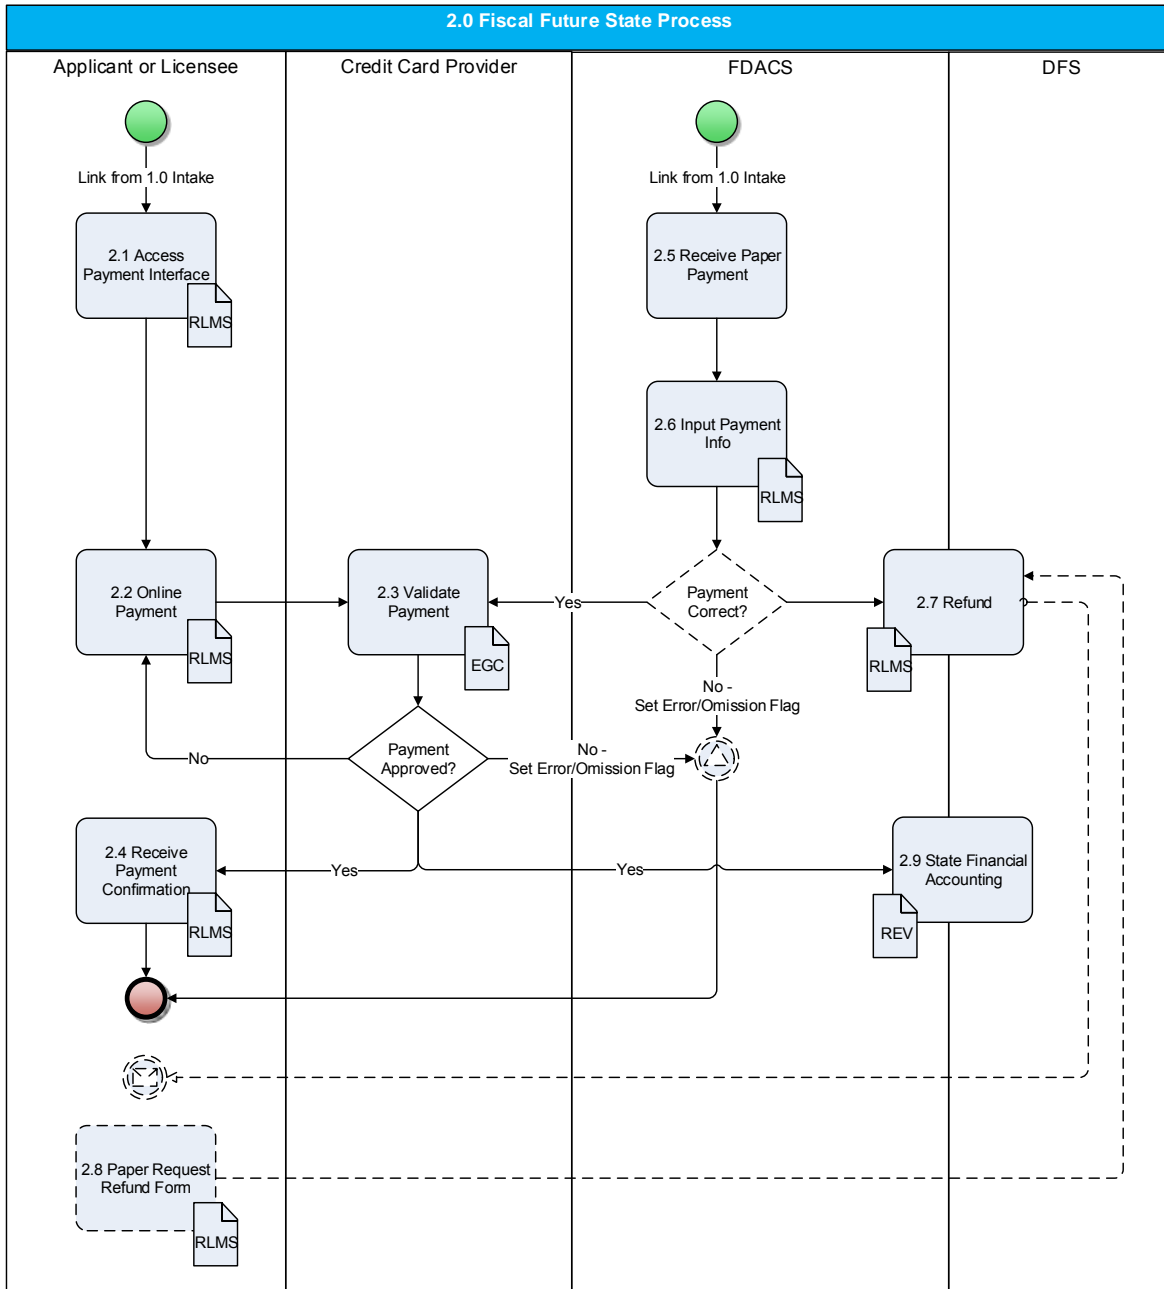 2.0 Fiscal Future State Process
Applicant or Licensee
Credit Card Provider
FDACS
DFS
Link from 1.0 Intake
Link from 1.0 Intake
2.1 Access
Payment Interface
RLMS
2.5 Receive Paper
Payment
2.6 Input Payment
Info
RLMS
2.2 Online
Payment
RLMS
2.3 Validate
Payment
EGC
Yes
Payment
Correct?
2.7 Refund
RLMS
No -
Set Error/Omission Flag
No
Payment
Approved?
No -
Set Error/Omission Flag
2.4 Receive
Payment
Confirmation
RLMS
Yes
Yes
2.9 State Financial
Accounting
REV
2.8 Paper Request
Refund Form
RLMS